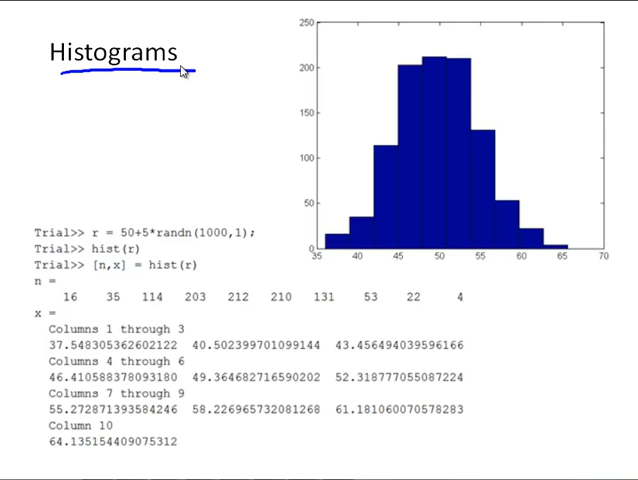 Histograms
250
200
150
100
50
0
35 40 45 50 55 60 65 70
Trial>> r = 50+5*randn(1000,1);
Trial>> hist(r)
Trial>> [n,x] = hist(r)
n =
16 35 114 203 212 210 131 53 22 4
x =
Columns 1 through 3
37.548305362602122 40.502399701099144 43.456494039596166
Columns 4 through 6
46.410588378093180 49.364682716590202 52.318777055087224
Columns 7 through 9
55.272871393584246 58.226965732081268 61.181060070578283
Column 10
64.135154409075312